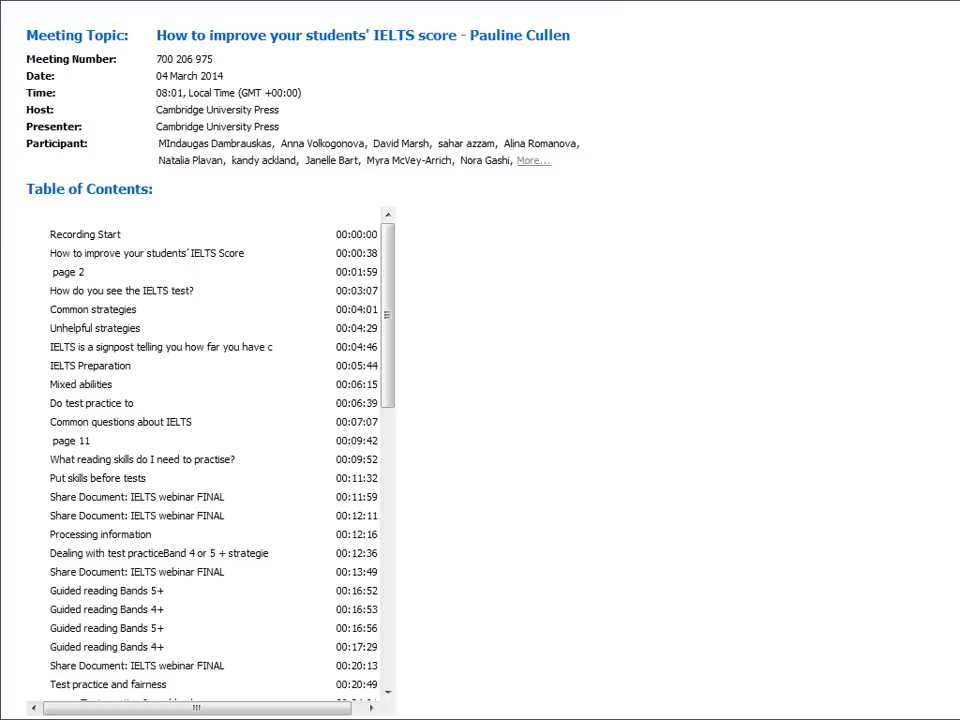 Meeting Topic: How to improve your students' IELTS score - Pauline Cullen
Meeting Number: 700 206 975
Date: 04 March 2014
Time: 08:01, Local Time (GMT +00:00)
Host: Cambridge University Press
Presenter: Cambridge University Press
Participant: MIndaugas Dambrauskas, Anna Volkogonova, David Marsh, sahar azzam, Alina Romanova,
Natalia Plavan, kandy ackland, Janelle Bart, Myra McVey-Arrich, Nora Gashi, More...
Table of Contents:
Recording Start 00:00:00
How to improve your students' IELTS Score 00:00:38
page 2 00:01:59
How do you see the IELTS test? 00:03:07
Common strategies 00:04:01
Unhelpful strategies 00:04:29
IELTS is a signpost telling you how far you have c 00:04:46
IELTS Preparation 00:05:44
Mixed abilities 00:06:15
Do test practice to 00:06:39
Common questions about IELTS 00:07:07
page 11 00:09:42
What reading skills do I need to practise? 00:09:52
Put skills before tests 00:11:32
Share Document: IELTS webinar FINAL 00:11:59
Share Document: IELTS webinar FINAL 00:12:11
Processing information 00:12:16
Dealing with test practiceBand 4 or 5 + strategie 00:12:36
Share Document: IELTS webinar FINAL 00:13:49
Guided reading Bands 5+ 00:16:52
Guided reading Bands 4+ 00:16:53
Guided reading Bands 5+ 00:16:56
Guided reading Bands 4+ 00:17:29
Share Document: IELTS webinar FINAL 00:20:13
Test practice and fairness 00:20:49